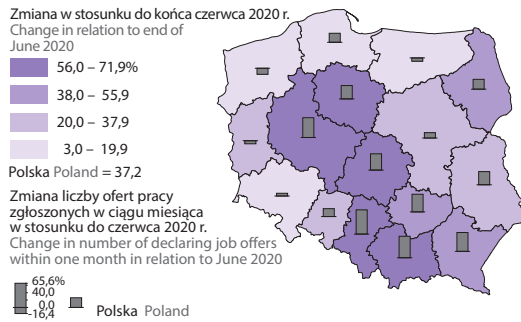 Zmiana w stosunku do końca czerwca 2020 r.
Change in relation to end of
June 2020
56,0 – 71,9%
38,0 – 55,9
20,0 – 37,9
3,0 – 19,9
Polska Poland = 37,2
Zmiana liczby ofert pracy
zgłoszonych w ciągu miesiąca
w stosunku do czerwca 2020 r.
Change in number of declaring job offers
within one month in relation to June 2020
65,6%
40,0
0,0
-16,4
Polska Poland